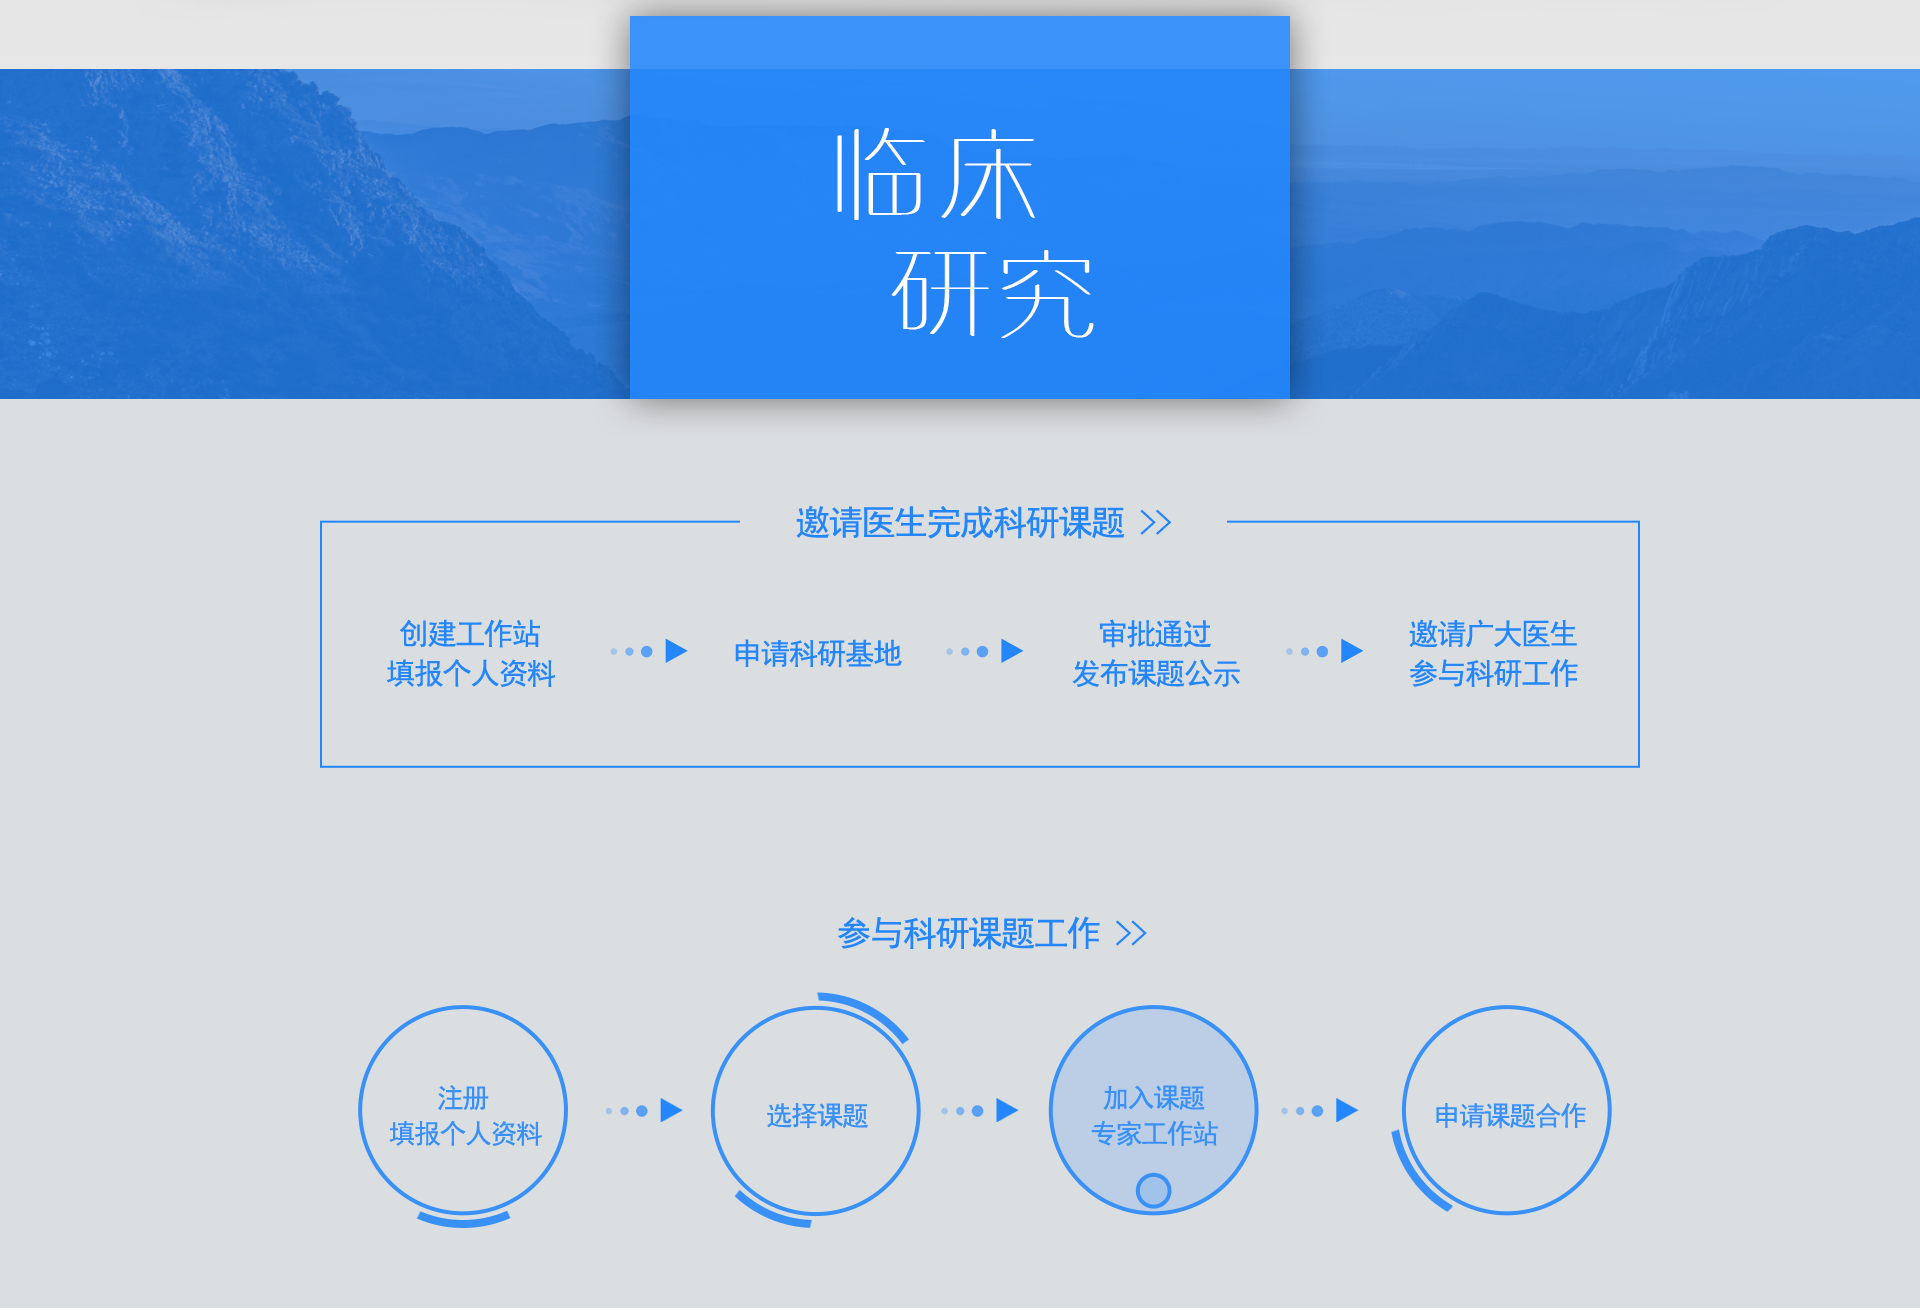 临床
研究
邀请医生完成科研课题
创建工作站
填报个人资料
申请科研基地
审批通过
发布课题公示
邀请广大医生
参与科研工作
参与科研课题工作
注册
填报个人资料
选择课题
加入课题
专家工作站
申请课题合作